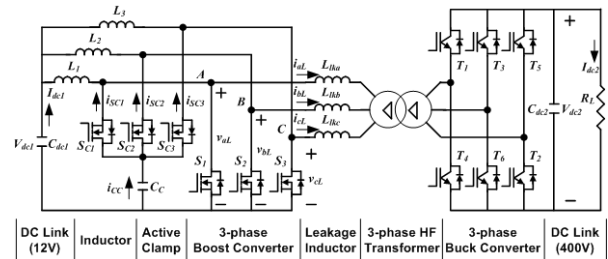 L3
L2
L1
A
B
C
Idc1
iSC1
iSC2
iSC3
SC1
SC2
SC3
Vdc1
Cdc1
iCC
CC
S1
S2
S3
+
+
+
vaL
vbL
vcL
−
−
−
iaL
ibL
icL
Llka
Llkb
Llkc
T1
T3
T5
T4
T6
T2
+
Cdc2
Vdc2
−
Idc2
RL
DC Link
(12V)
Inductor
Active
Clamp
3-phase
Boost Converter
Leakage
Inductor
3-phase HF
Transformer
3-phase
Buck Converter
DC Link
(400V)